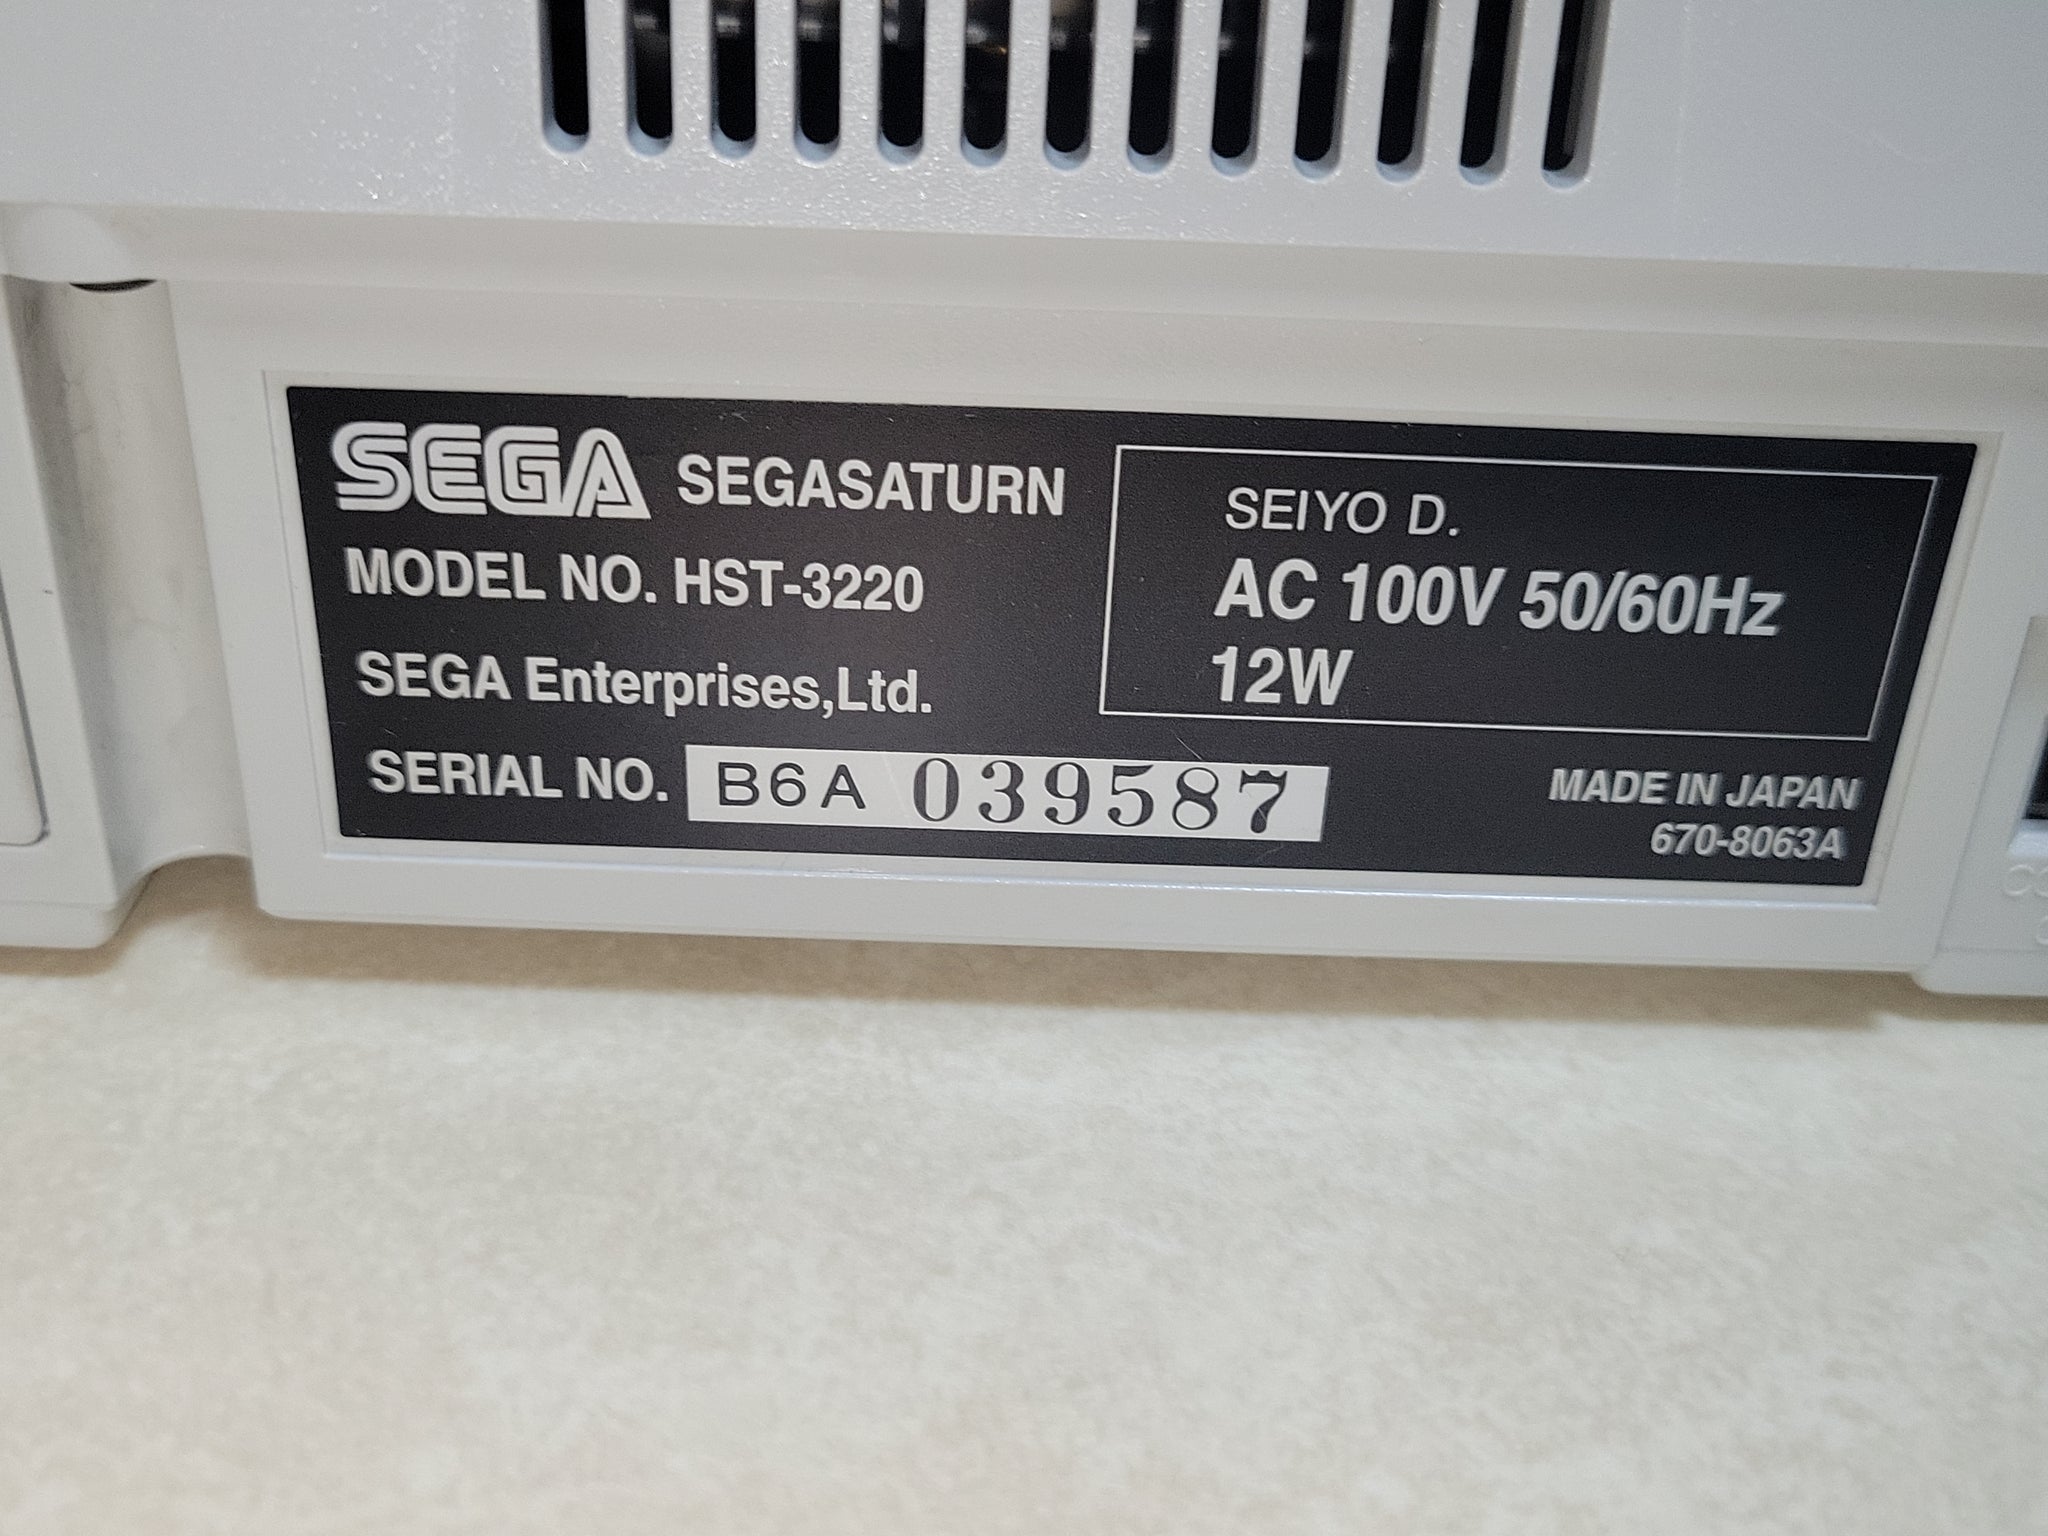 SEGA SEGASATURN
MODEL NO. HST-3220
SEGA Enterprises,Ltd.
SERIAL NO. B6A 039587
SEIYO D.
AC 100V 50/60Hz
12W
MADE IN JAPAN
670-8063A